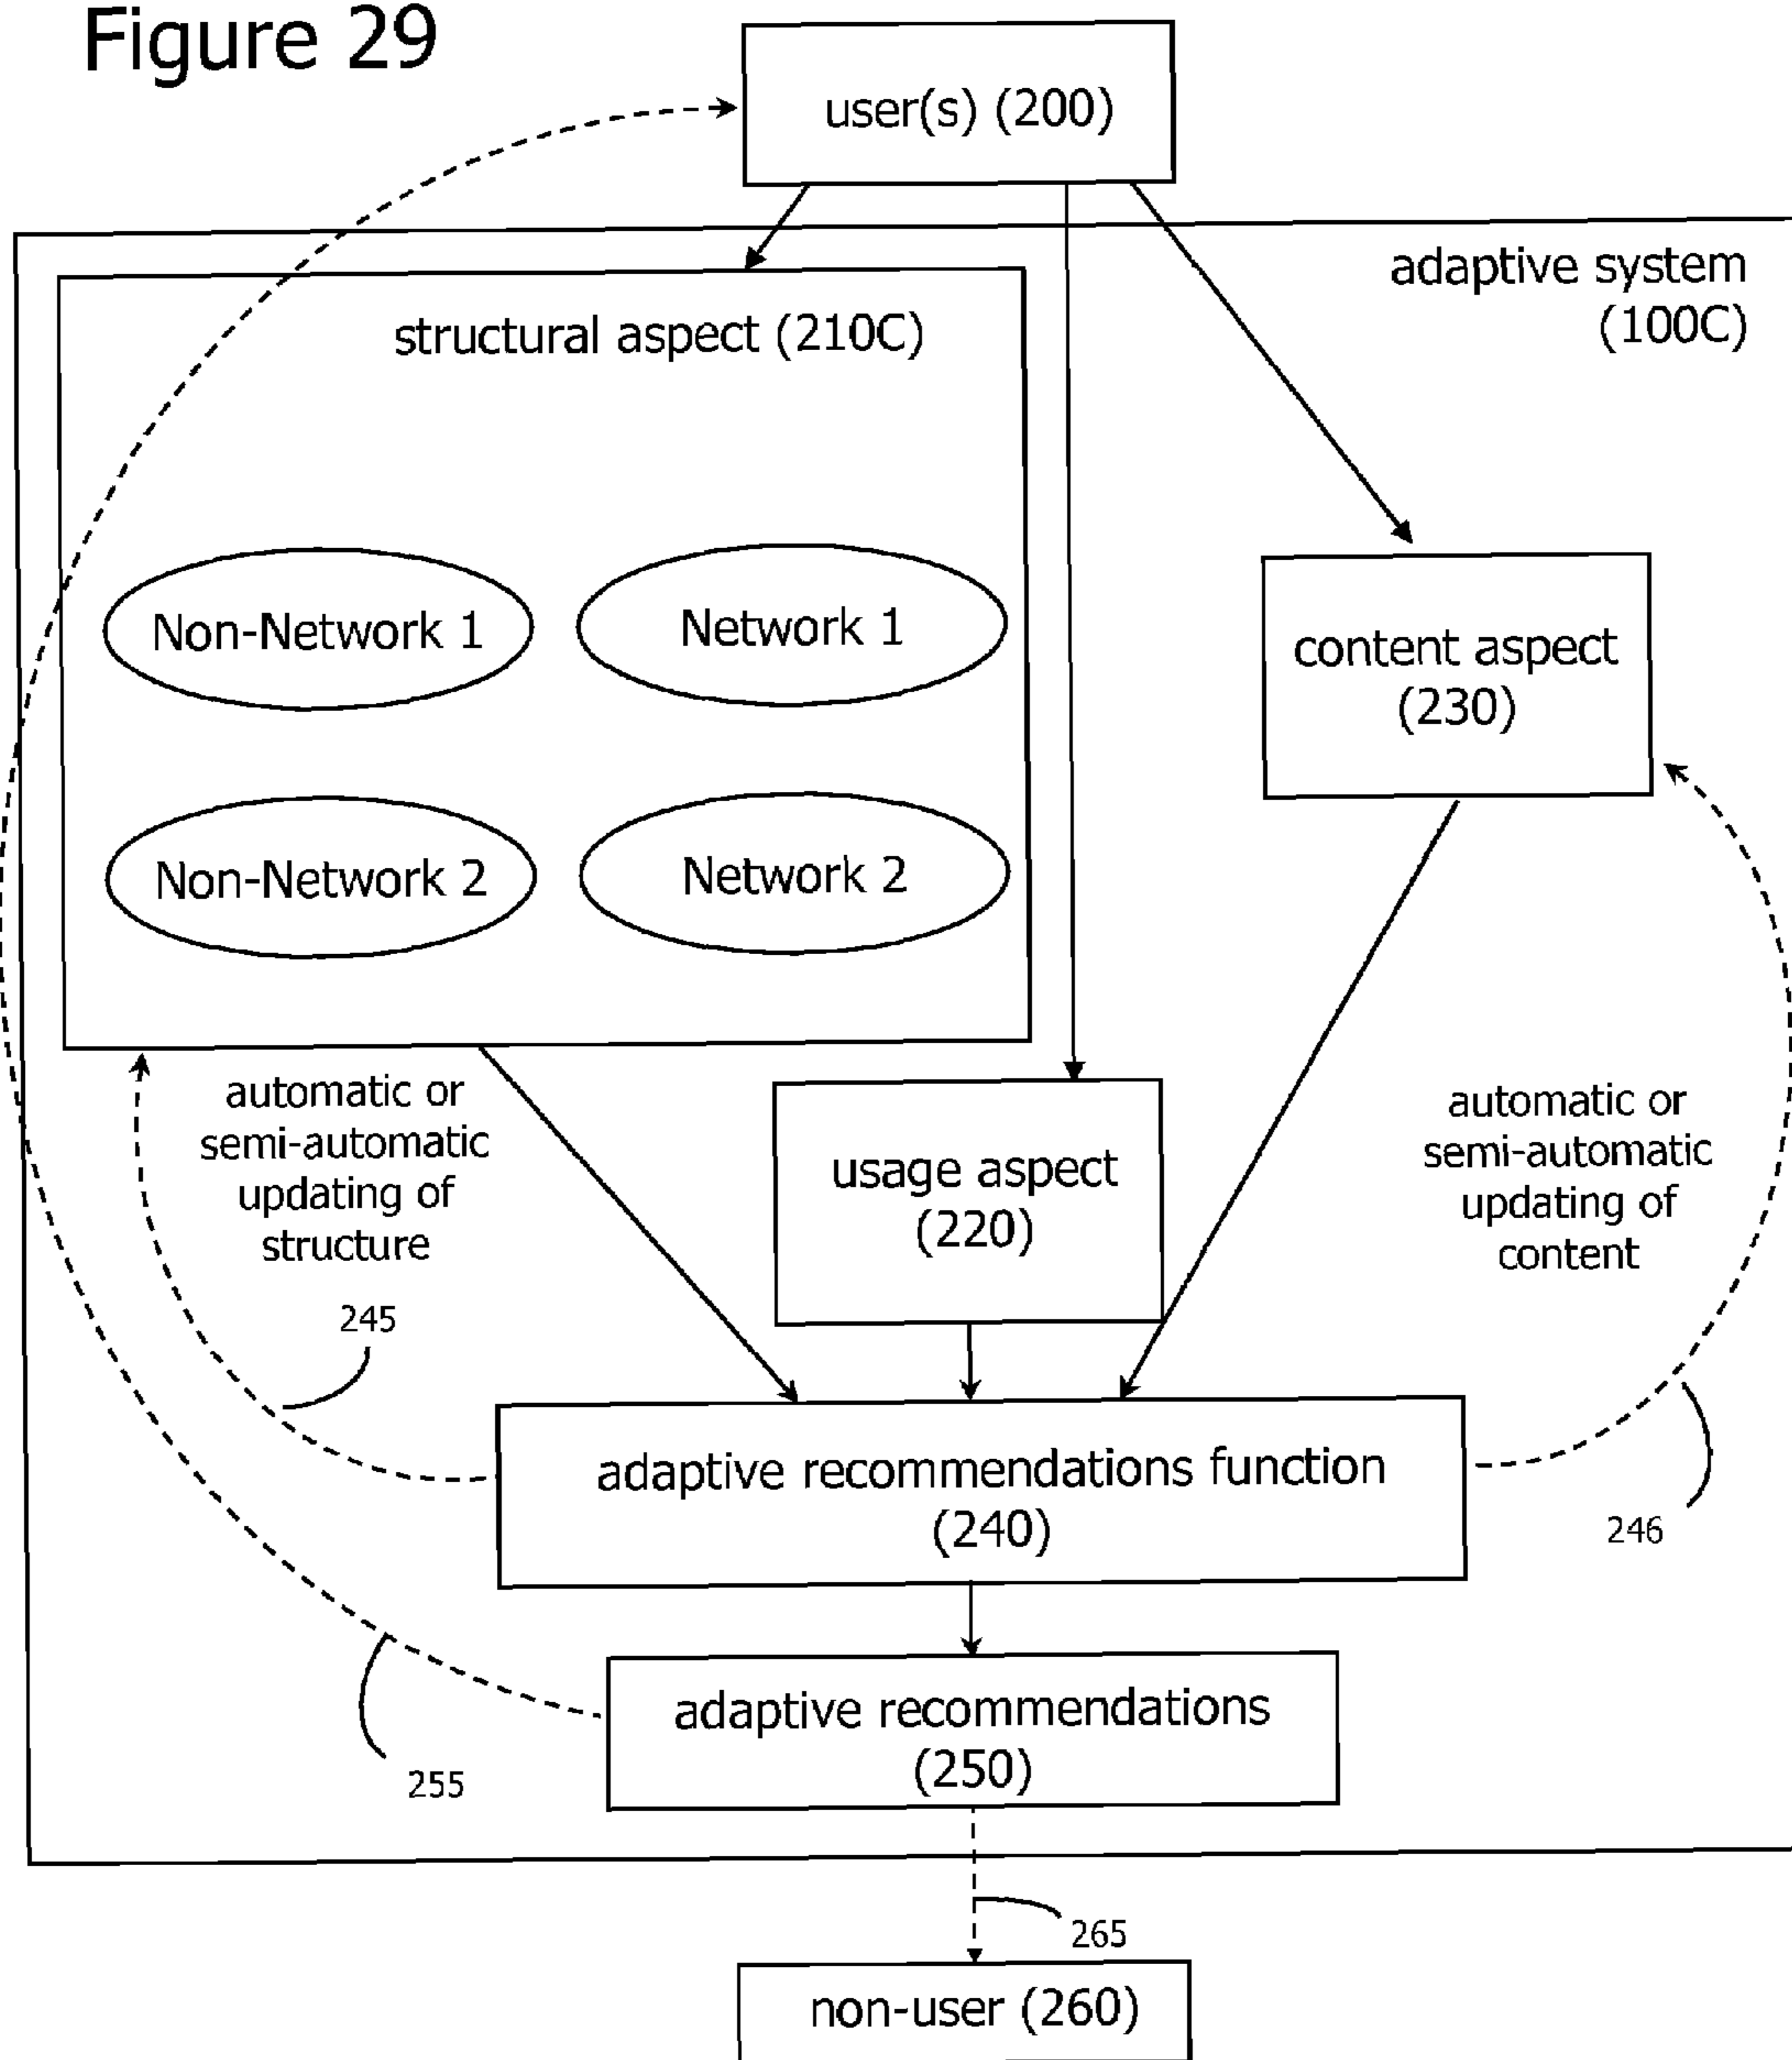 Figure 29
user(s) (200)
adaptive system
(100C)
structural aspect (210C)
Non-Network 1
Network 1
content aspect
(230)
Non-Network 2
Network 2
automatic or
semi-automatic
updating of
structure
usage aspect
(220)
automatic or
semi-automatic
updating of
content
245
adaptive recommendations function
(240)
246
adaptive recommendations
(250)
255
265
non-user (260)